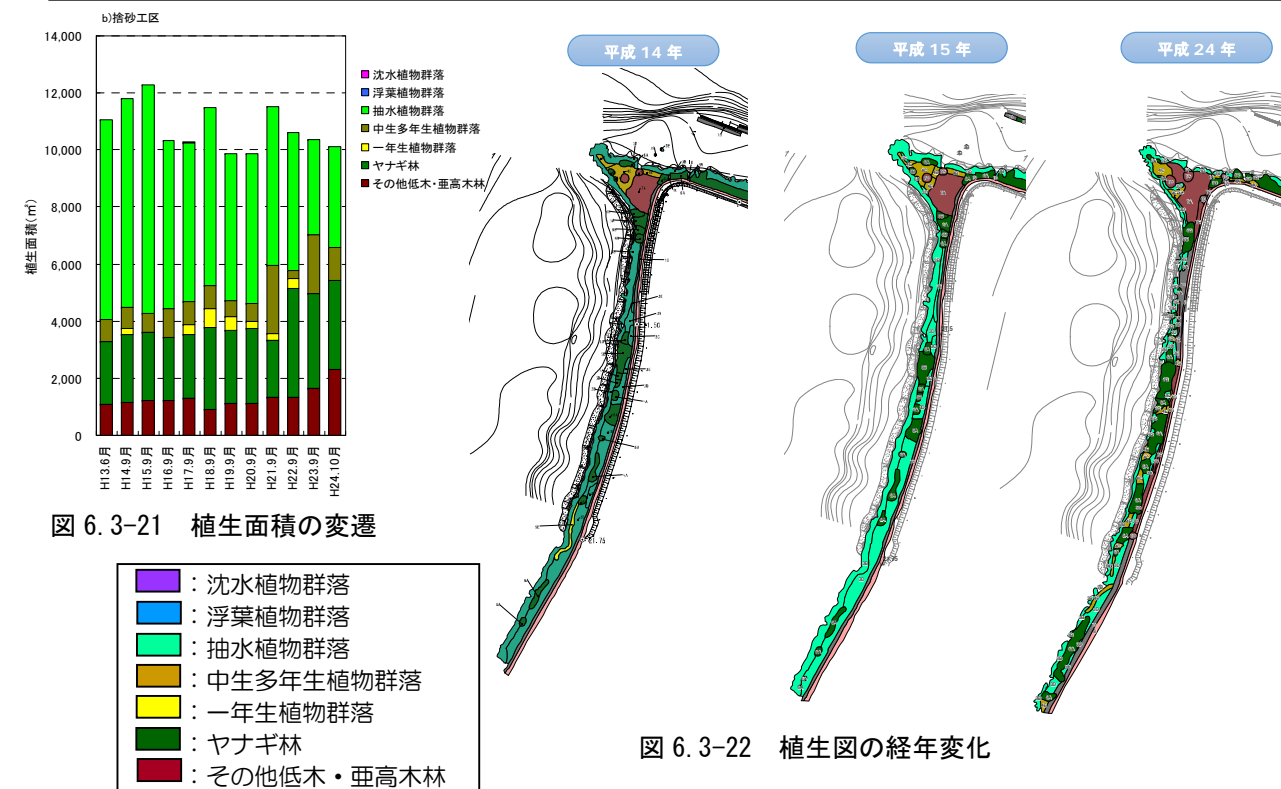 b)捨砂工区
植生面積(㎡)
14,000
12,000
10,000
8,000
6,000
4,000
2,000
0
H13.6月
H14.9月
H15.9月
H16.9月
H17.9月
H18.9月
H19.9月
H20.9月
H21.9月
H22.9月
H23.9月
H24.10月
沈水植物群落
浮葉植物群落
抽水植物群落
中生多年生植物群落
一年生植物群落
ヤナギ林
その他低木・亜高木林
図 6.3-21 植生面積の変遷
:沈水植物群落
:浮葉植物群落
:抽水植物群落
:中生多年生植物群落
:一年生植物群落
:ヤナギ林
:その他低木・亜高木林
平成 14 年
平成 15 年
平成 24 年
図 6.3-22 植生図の経年変化